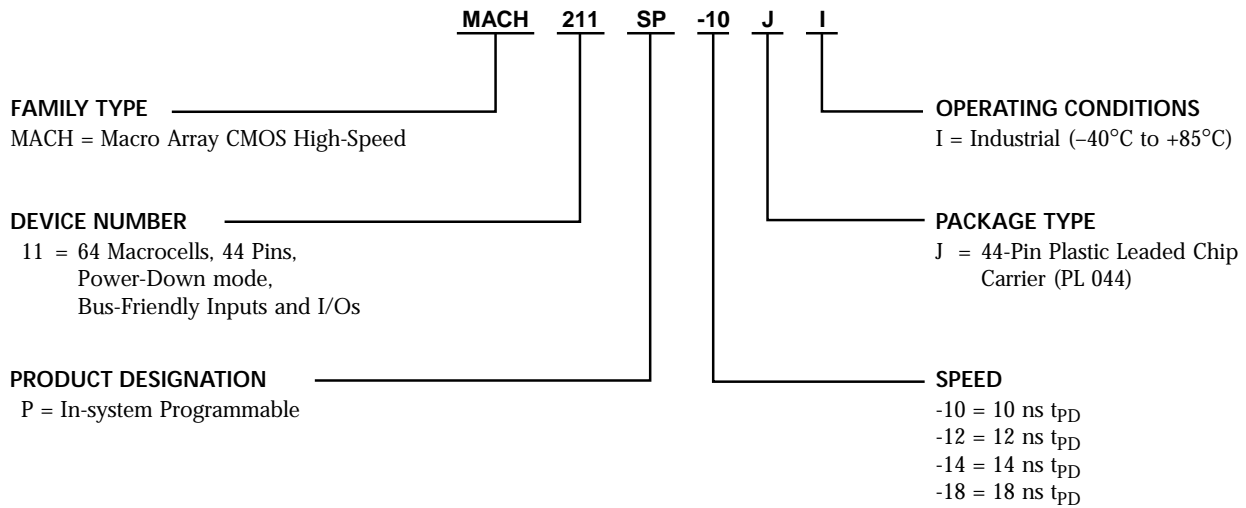 MACH 211 SP -10 J I
FAMILY TYPE
MACH = Macro Array CMOS High-Speed
DEVICE NUMBER
11 = 64 Macrocells, 44 Pins,
Power-Down mode,
Bus-Friendly Inputs and I/Os
PRODUCT DESIGNATION
P = In-system Programmable
OPERATING CONDITIONS
I = Industrial (–40°C to +85°C)
PACKAGE TYPE
J = 44-Pin Plastic Leaded Chip
Carrier (PL 044)
SPEED
-10 = 10 ns tPD
-12 = 12 ns tPD
-14 = 14 ns tPD
-18 = 18 ns tPD